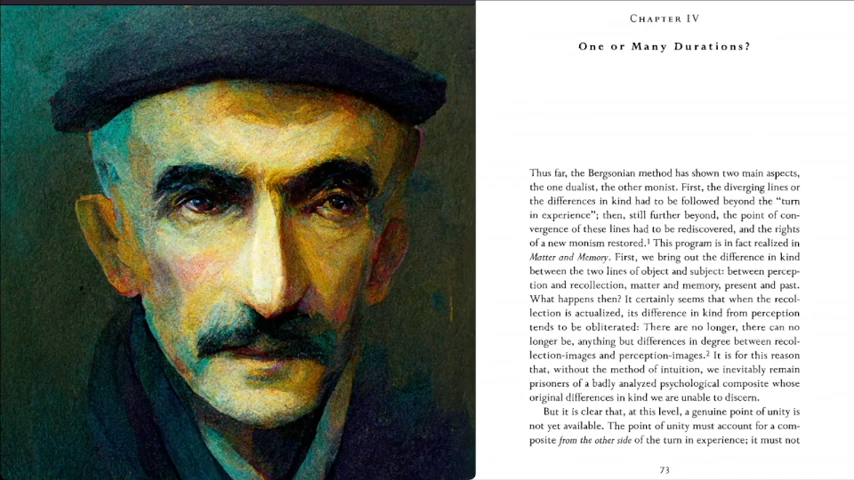 CHAPTER IV
One or Many Durations?
Thus far, the Bergsonian method has shown two main aspects,
the one dualist, the other monist. First, the diverging lines or
the differences in kind had to be followed beyond the “turn
in experience”; then, still further beyond, the point of con-
vergence of these lines had to be rediscovered, and the rights
of a new monism restored.1 This program is in fact realized in
Matter and Memory. First, we bring out the difference in kind
between the two lines of object and subject: between percep-
tion and recollection, matter and memory, present and past.
What happens then? It certainly seems that when the recol-
lection is actualized, its difference in kind from perception
tends to be obliterated: There are no longer, there can no
longer be, anything but differences in degree between recol-
lection-images and perception-images.2 It is for this reason
that, without the method of intuition, we inevitably remain
prisoners of a badly analyzed psychological composite whose
original differences in kind we are unable to discern.
But it is clear that, at this level, a genuine point of unity is
not yet available. The point of unity must account for a com-
posite from the other side of the turn in experience; it must not
73